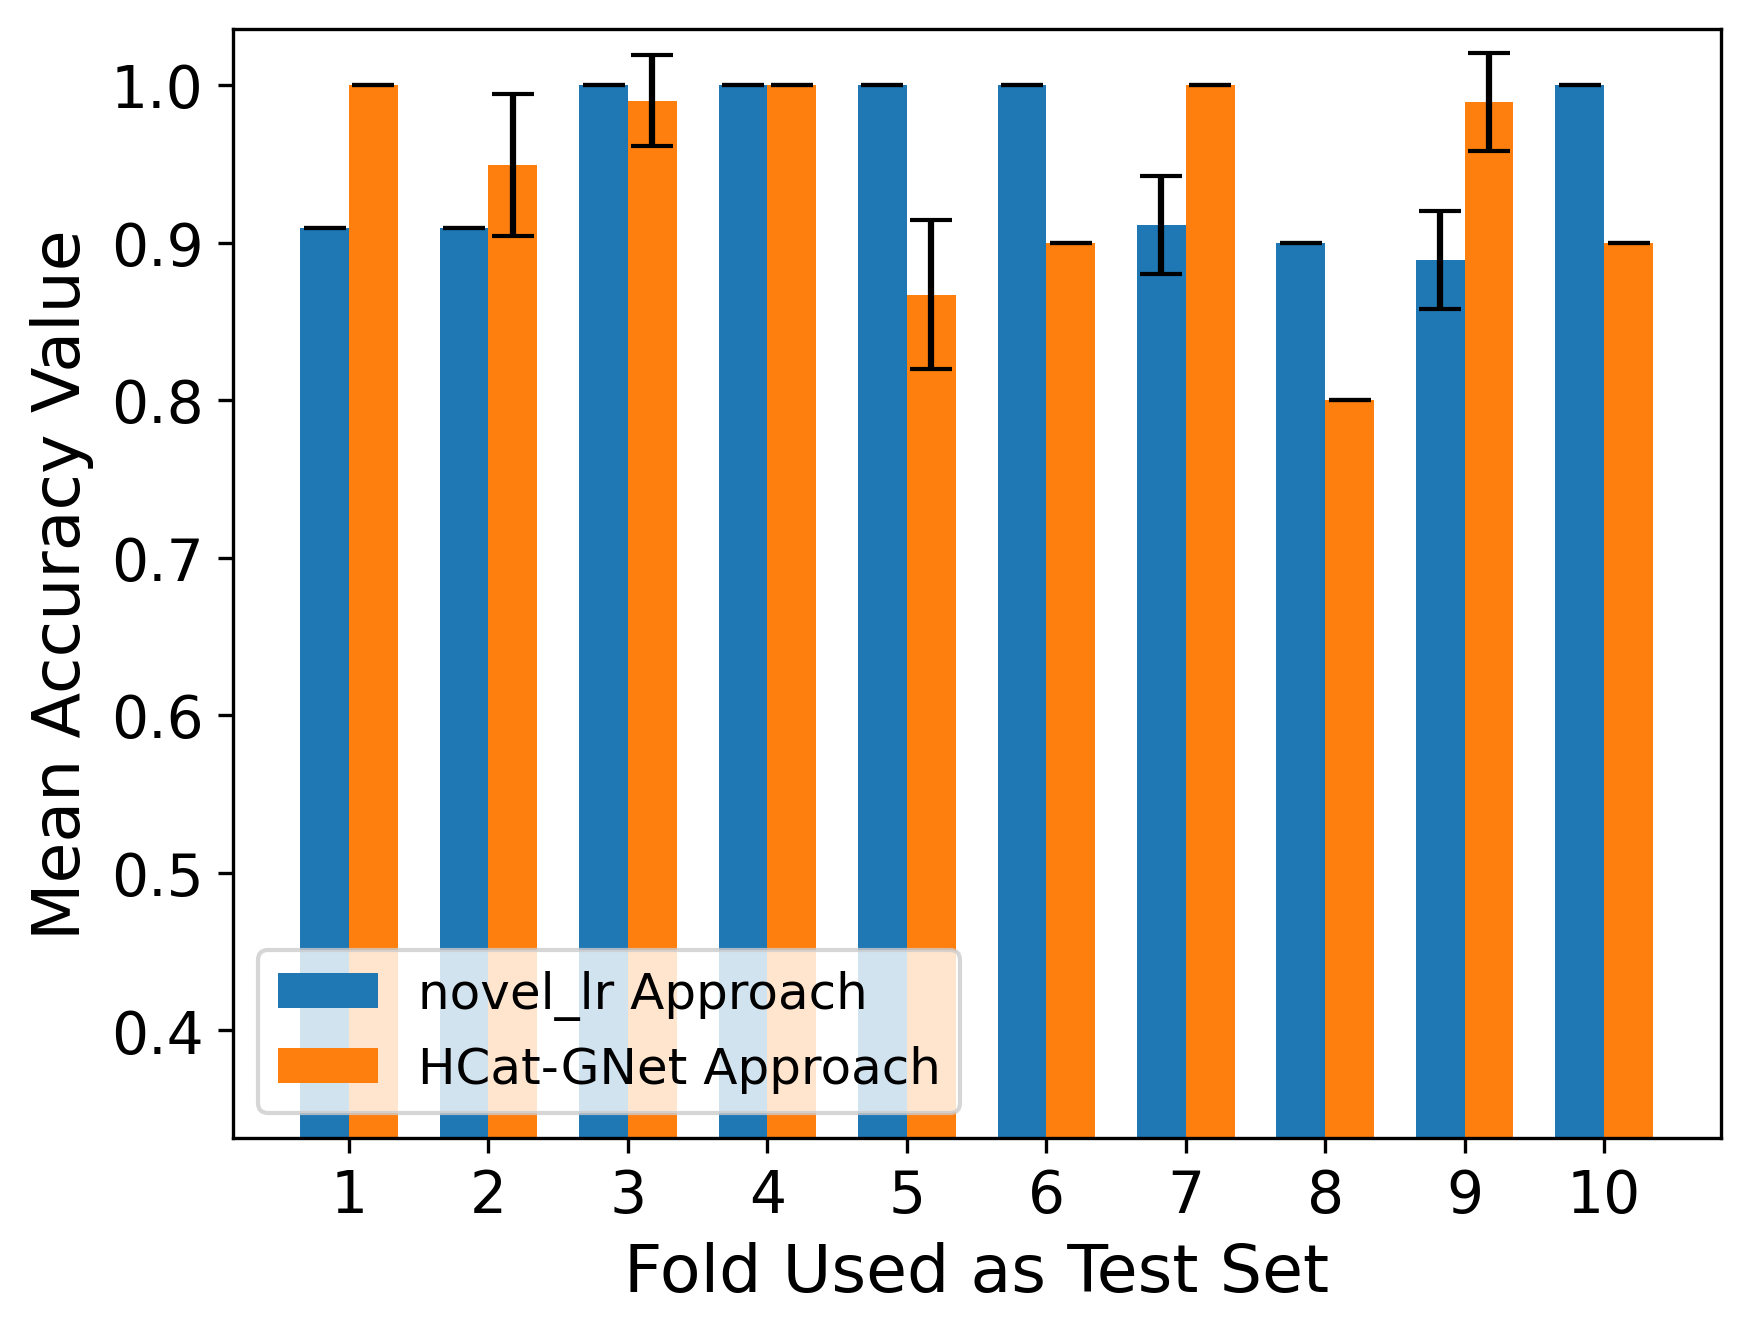 Mean Accuracy Value
1.0
0.9
0.8
0.7
0.6
0.5
0.4
novel_lr Approach
HCat-GNet Approach
1 2 3 4 5 6 7 8 9 10
Fold Used as Test Set